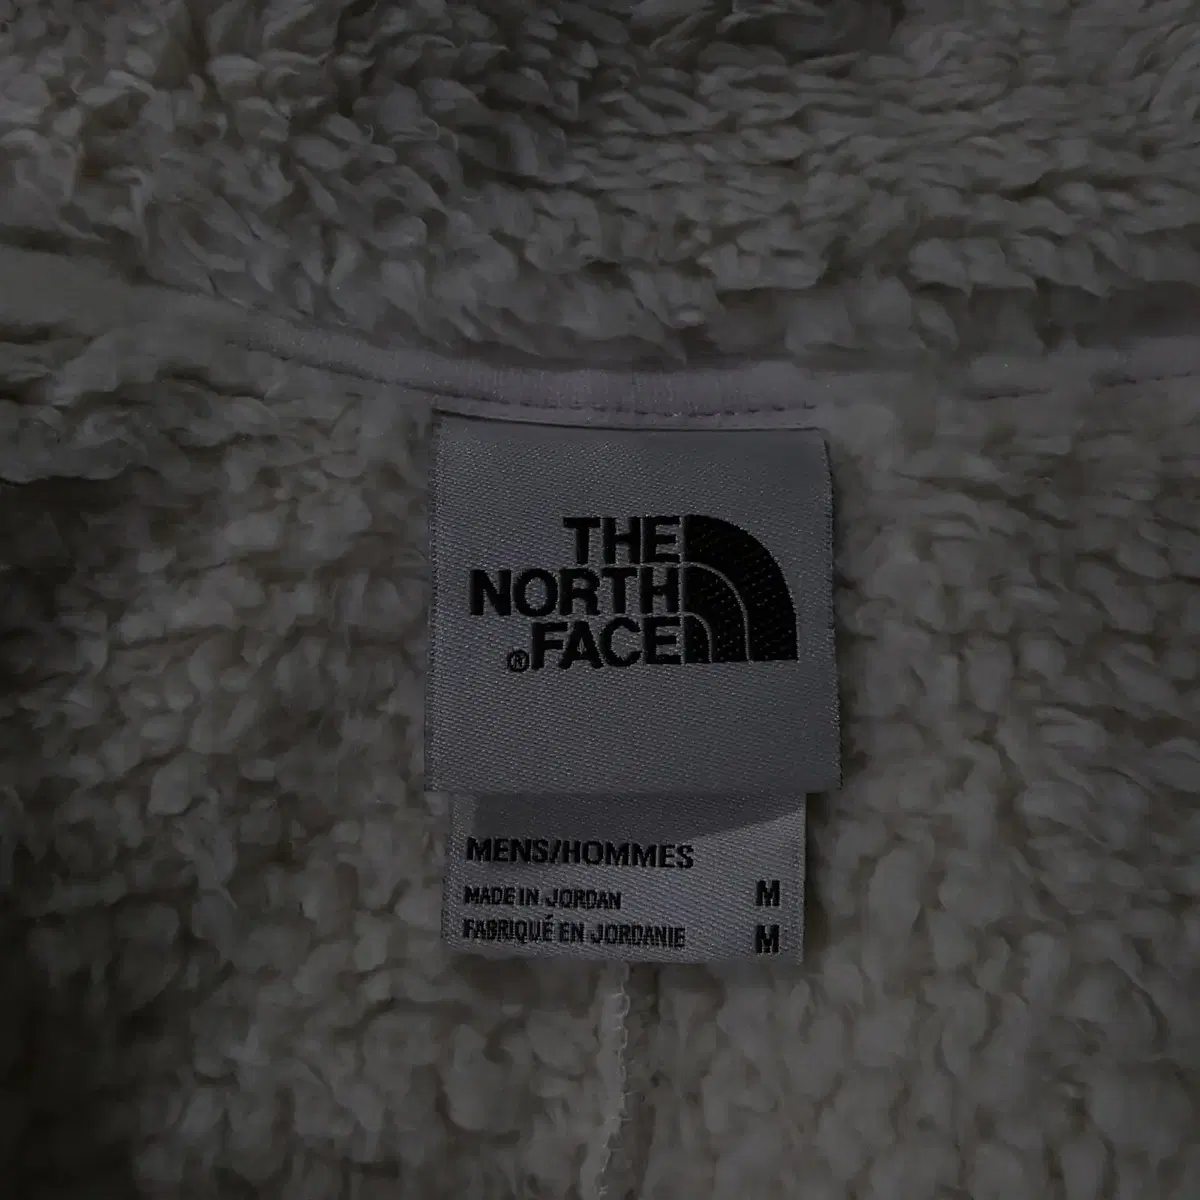 THE
NORTH
®FACE
MENS/HOMMES
MADE IN JORDAN M
FABRIQUÉ EN JORDANIE M